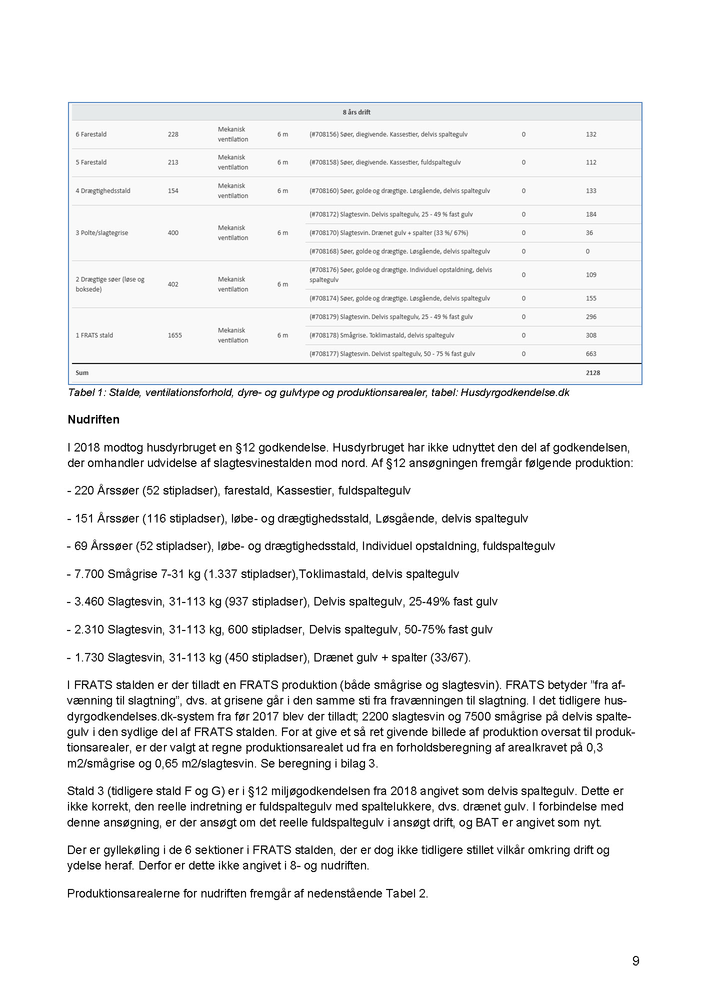 8 års drift
6 Farestald 228 Mekanisk ventilation 6 m (#708156) Søer, diegivende. Kassestier, delvis spaltegulv 0 132
5 Farestald 213 Mekanisk ventilation 6 m (#708158) Søer, diegivende. Kassestier, fuldspaltegulv 0 112
4 Drægtighedsstald 154 Mekanisk ventilation 6 m (#708160) Søer, golde og drægtige. Løsgående, delvis spaltegulv 0 133
3 Polte/slagtegrise 400 Mekanisk ventilation 6 m (#708172) Slagtesvin. Delvis spaltegulv, 25 - 49 % fast gulv 0 184
(#708170) Slagtesvin. Drænet gulv + spalter (33 %/ 67%) 0 36
(#708168) Søer, golde og drægtige. Løsgående, delvis spaltegulv 0 0
2 Drægtige søer (løse og boksede) 402 Mekanisk ventilation 6 m (#708176) Søer, golde og drægtige. Individuel opstaldning, delvis spaltegulv 0 109
(#708174) Søer, golde og drægtige. Løsgående, delvis spaltegulv 0 155
1 FRATS stald 1655 Mekanisk ventilation 6 m (#708179) Slagtesvin. Delvis spaltegulv, 25 - 49 % fast gulv 0 296
(#708178) Smågrise. Toklimastald, delvis spaltegulv 0 308
(#708177) Slagtesvin. Delvist spaltegulv, 50 - 75 % fast gulv 0 663
Sum 2128
Tabel 1: Stalde, ventilationsforhold, dyre- og gulvtype og produktionsarealer, tabel: Husdyrgodkendelse.dk
Nudriften
I 2018 modtog husdyrbruget en §12 godkendelse. Husdyrbruget har ikke udnyttet den del af godkendelsen,
der omhandler udvidelse af slagtesvinestalden mod nord. Af §12 ansøgningen fremgår følgende produktion:
- 220 Årssøer (52 stipladser), farestald, Kassestier, fuldspaltegulv
- 151 Årssøer (116 stipladser), løbe- og drægtighedsstald, Løsgående, delvis spaltegulv
- 69 Årssøer (52 stipladser), løbe- og drægtighedsstald, Individuel opstaldning, fuldspaltegulv
- 7.700 Smågrise 7-31 kg (1.337 stipladser),Toklimastald, delvis spaltegulv
- 3.460 Slagtesvin, 31-113 kg (937 stipladser), Delvis spaltegulv, 25-49% fast gulv
- 2.310 Slagtesvin, 31-113 kg, 600 stipladser, Delvis spaltegulv, 50-75% fast gulv
- 1.730 Slagtesvin, 31-113 kg (450 stipladser), Drænet gulv + spalter (33/67).
I FRATS stalden er der tilladt en FRATS produktion (både smågrise og slagtesvin). FRATS betyder ”fra af-
vænning til slagtning”, dvs. at grisene går i den samme sti fra fravænningen til slagtning. I det tidligere hus-
dyrgodkendelses.dk-system fra før 2017 blev der tilladt; 2200 slagtesvin og 7500 smågrise på delvis spalte-
gulv i den sydlige del af FRATS stalden. For at give et så ret givende billede af produktion oversat til produk-
tionsarealer, er der valgt at regne produktionsarealet ud fra en forholdsberegning af arealkravet på 0,3
m2/smågrise og 0,65 m2/slagtesvin. Se beregning i bilag 3.
Stald 3 (tidligere stald F og G) er i §12 miljøgodkendelsen fra 2018 angivet som delvis spaltegulv. Dette er
ikke korrekt, den reelle indretning er fuldspaltegulv med spaltelukkere, dvs. drænet gulv. I forbindelse med
denne ansøgning, er der ansøgt om det reelle fuldspaltegulv i ansøgt drift, og BAT er angivet som nyt.
Der er gyllekøling i de 6 sektioner i FRATS stalden, der er dog ikke tidligere stillet vilkår omkring drift og
ydelse heraf. Derfor er dette ikke angivet i 8- og nudriften.
Produktionsarealerne for nudriften fremgår af nedenstående Tabel 2.
9